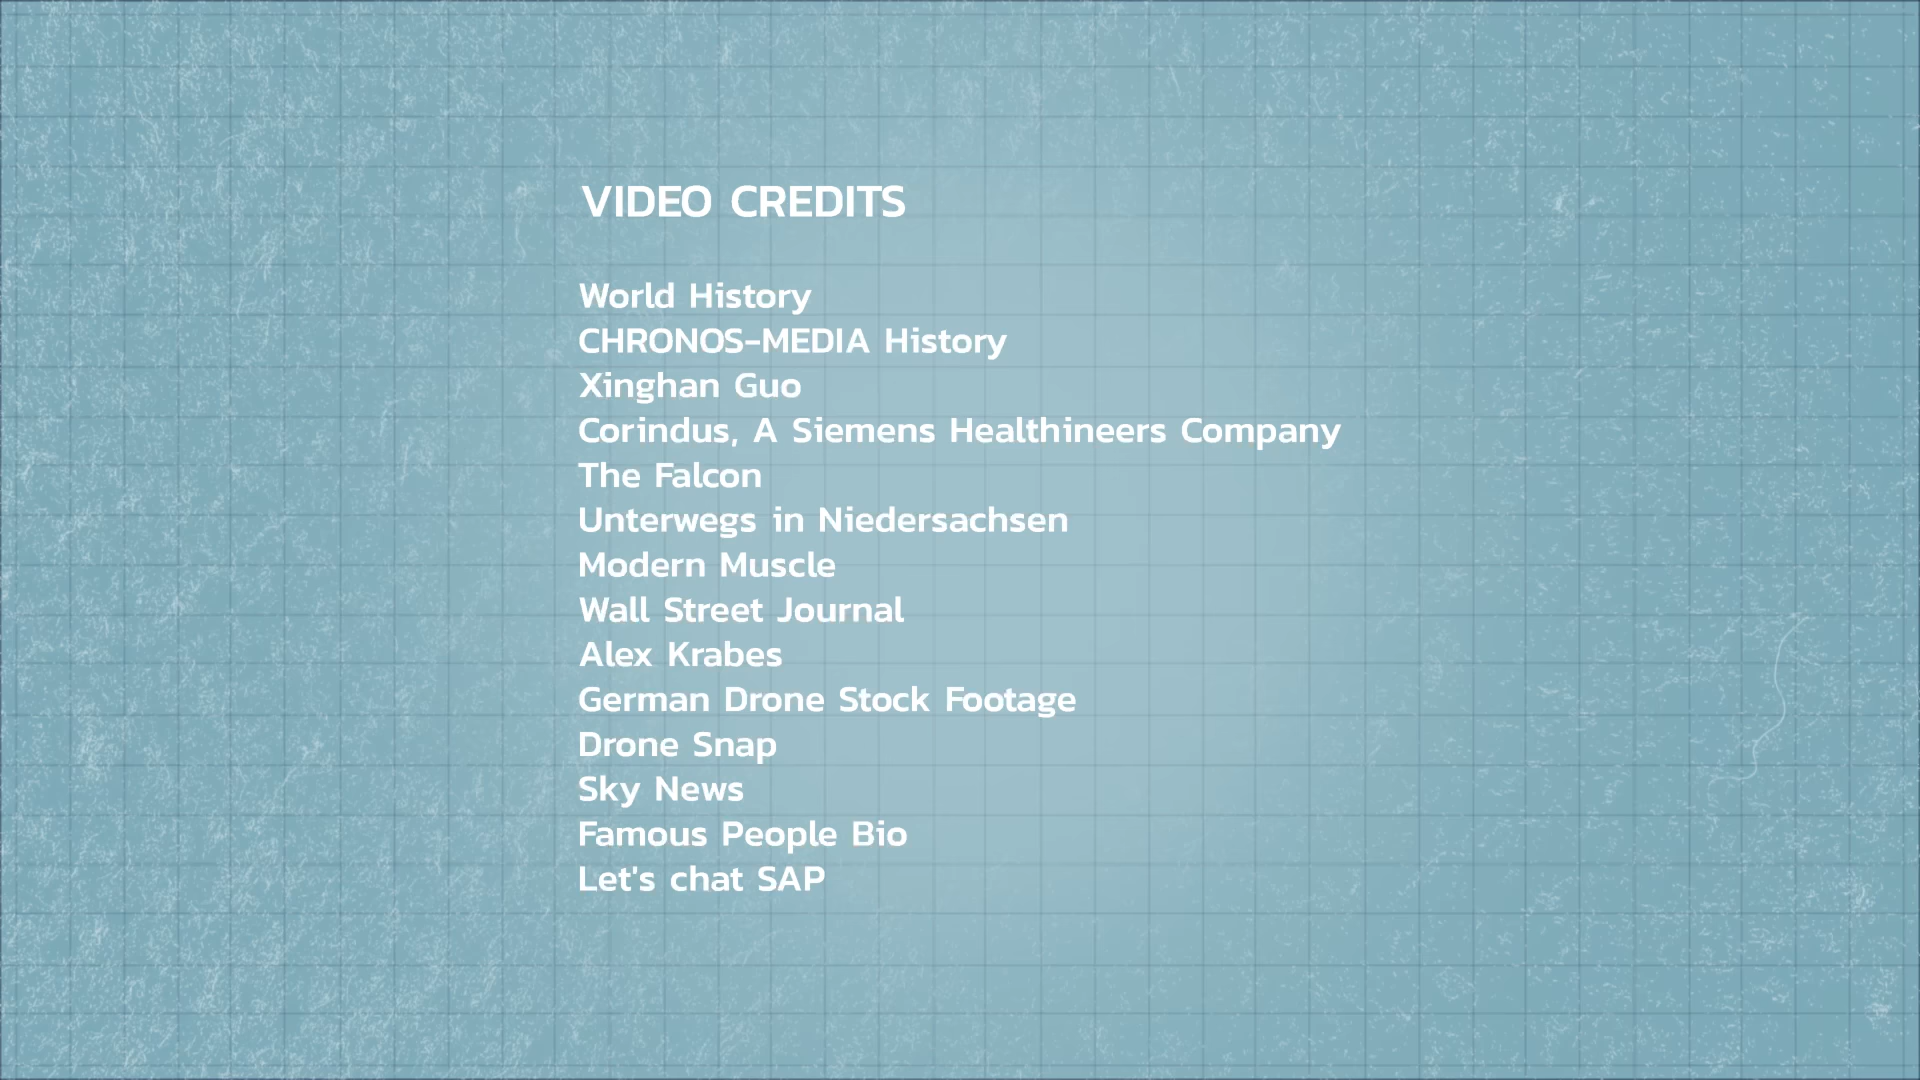 VIDEO CREDITS
World History
CHRONOS-MEDIA History
Xinghan Guo
Corindus, A Siemens Healthineers Company
The Falcon
Unterwegs in Niedersachsen
Modern Muscle
Wall Street Journal
Alex Krabes
German Drone Stock Footage
Drone Snap
Sky News
Famous People Bio
Let's chat SAP